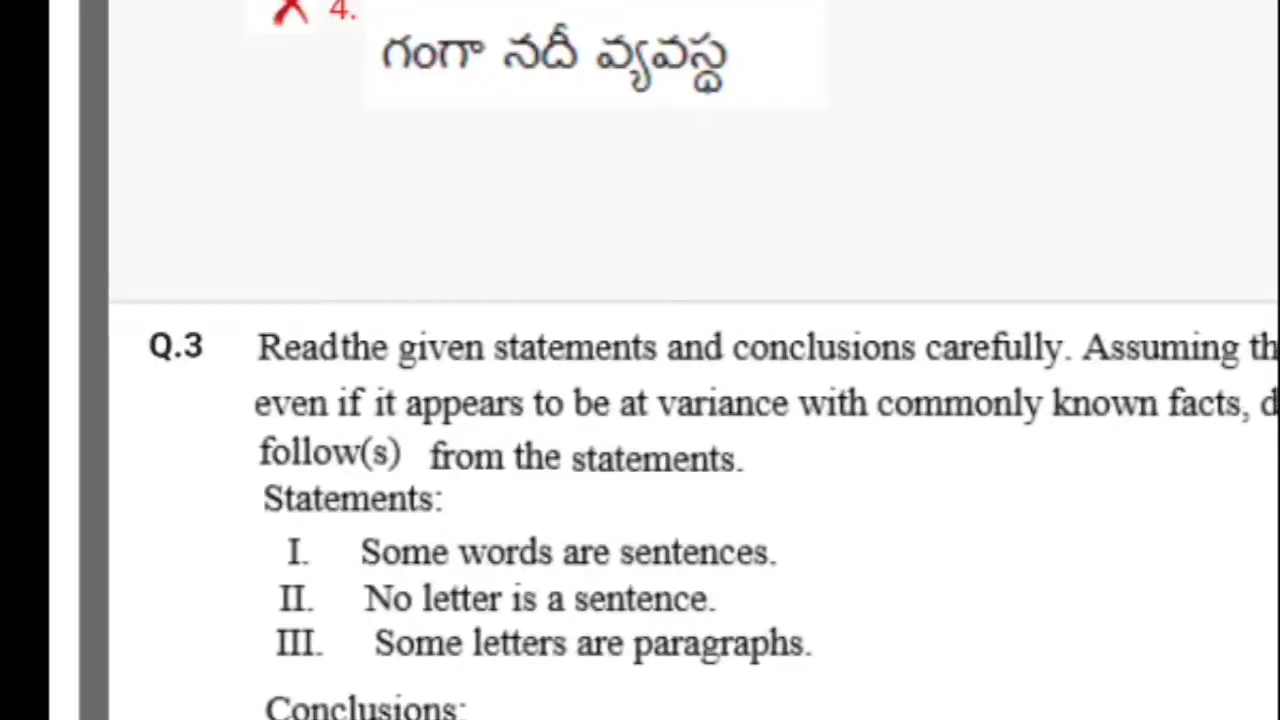 4.
గంగా నదీ వ్యవస్థ
Q.3 Readthe given statements and conclusions carefully. Assuming th
even if it appears to be at variance with commonly known facts, d
follow(s) from the statements.
Statements:
I. Some words are sentences.
II. No letter is a sentence.
III. Some letters are paragraphs.
Conclusions: